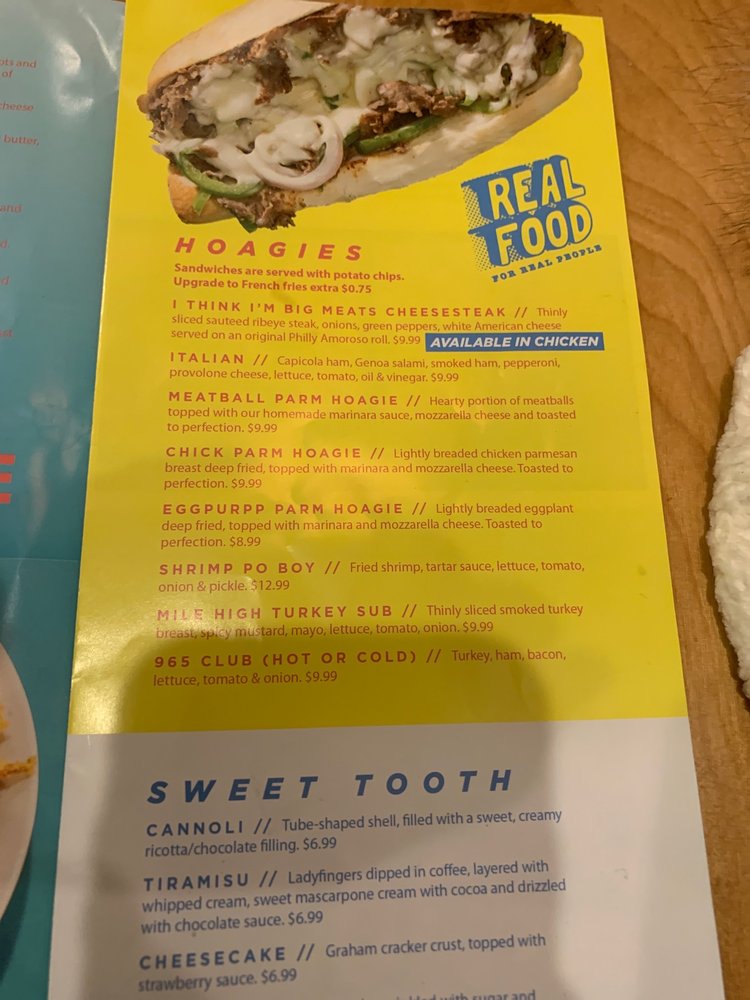 ots and
of
cheese
butter,
and
d.
d
REAL
FOOD
FOR REAL PEOPLE
HOAGIES
Sandwiches are served with potato chips.
Upgrade to French fries extra $0.75
I THINK I'M BIG MEATS CHEESESTEAK // Thinly
sliced sauteed ribeye steak, onions, green peppers, white American cheese
served on an original Philly Amoroso roll. $9.99 AVAILABLE IN CHICKEN
ITALIAN // Capicola ham, Genoa salami, smoked ham, pepperoni,
provolone cheese, lettuce, tomato, oil & vinegar. $9.99
MEATBALL PARM HOAGIE // Hearty portion of meatballs
topped with our homemade marinara sauce, mozzarella cheese and toasted
to perfection. $9.99
CHICK PARM HOAGIE // Lightly breaded chicken parmesan
breast deep fried, topped with marinara and mozzarella cheese. Toasted to
perfection. $9.99
EGGPURPP PARM HOAGIE // Lightly breaded eggplant
deep fried, topped with marinara and mozzarella cheese. Toasted to
perfection. $8.99
SHRIMP PO BOY // Fried shrimp, tartar sauce, lettuce, tomato,
onion & pickle. $12.99
MILE HIGH TURKEY SUB // Thinly sliced smoked turkey
breast, spicy mustard, mayo, lettuce, tomato, onion. $9.99
965 CLUB (HOT OR COLD) // Turkey, ham, bacon,
lettuce, tomato & onion. $9.99
SWEET TOOTH
CANNOLI // Tube-shaped shell, filled with a sweet, creamy
ricotta/chocolate filling. $6.99
TIRAMISU // Ladyfingers dipped in coffee, layered with
whipped cream, sweet mascarpone cream with cocoa and drizzled
with chocolate sauce. $6.99
CHEESECAKE // Graham cracker crust, topped with
strawberry sauce. $6.99
with sugar and